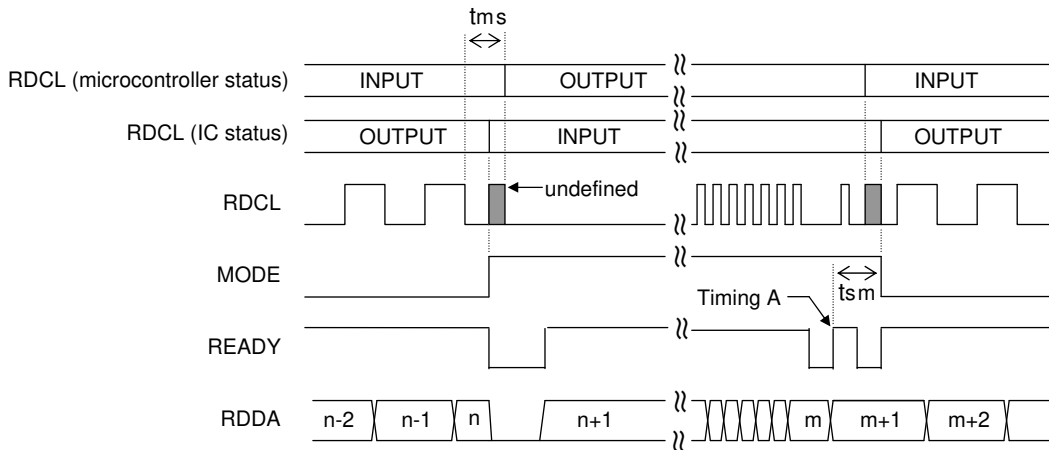 tms
RDCL (microcontroller status)
INPUT
OUTPUT
INPUT
RDCL (IC status)
OUTPUT
INPUT
OUTPUT
RDCL
undefined
MODE
Timing A
tsm
READY
RDDA
n-2
n-1
n
n+1
m
m+1
m+2